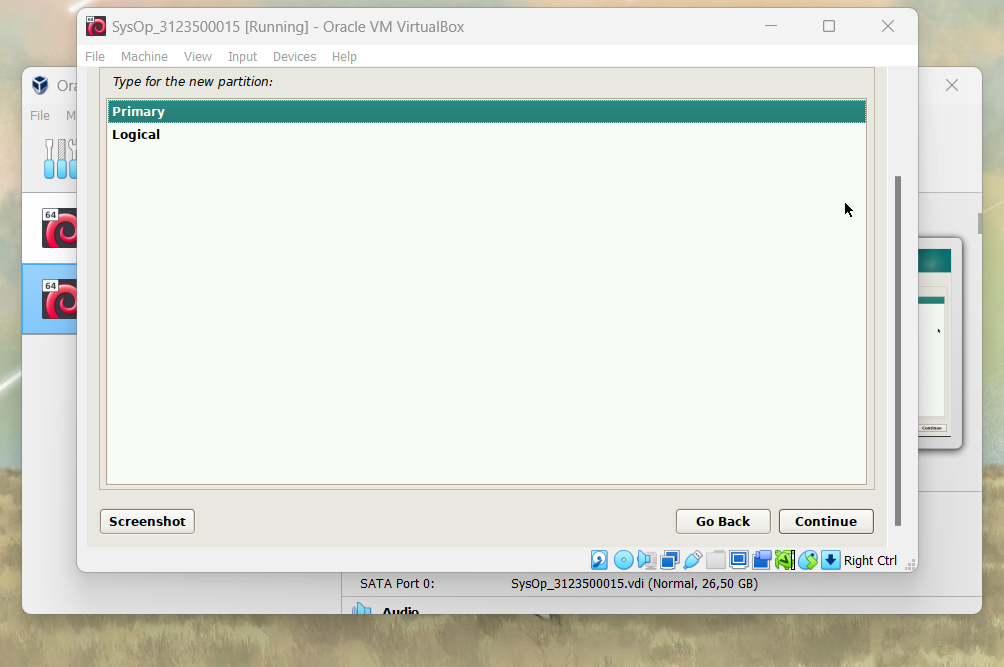 SysOp_3123500015 [Running] - Oracle VM VirtualBox
File Machine View Input Devices Help
Type for the new partition:
Primary
Logical
Screenshot
Go Back
Continue
Right Ctrl
Ora
File M
64
64
Continue
SATA Port 0: SysOp_3123500015.vdi (Normal, 26,50 GB)
Audio